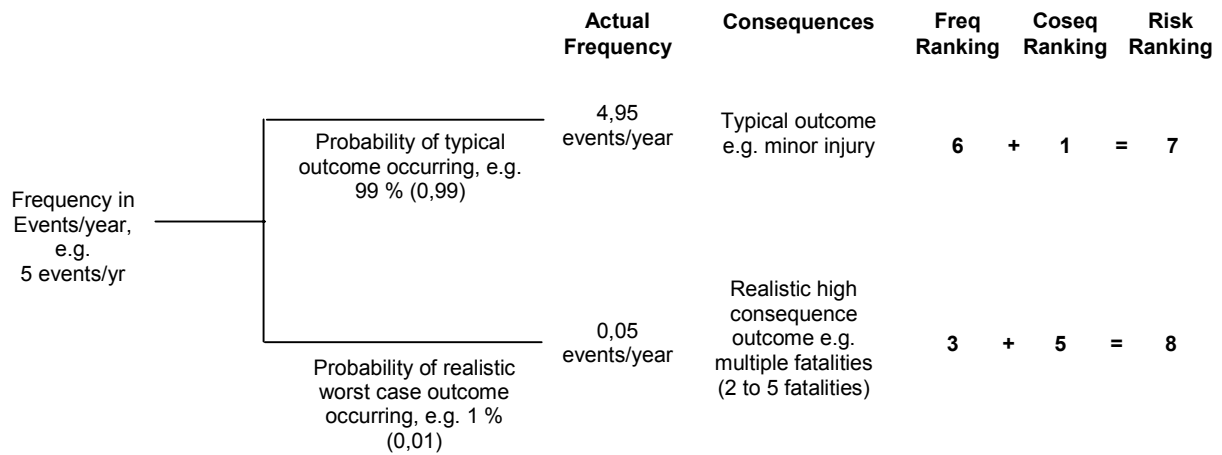 Actual
Frequency
Consequences
Freq
Ranking
Coseq
Ranking
Risk
Ranking
Frequency in
Events/year,
e.g.
5 events/yr
Probability of typical
outcome occurring, e.g.
99 % (0,99)
4,95
events/year
Typical outcome
e.g. minor injury
6 + 1 = 7
Probability of realistic
worst case outcome
occurring, e.g. 1 %
(0,01)
0,05
events/year
Realistic high
consequence
outcome e.g.
multiple fatalities
(2 to 5 fatalities)
3 + 5 = 8